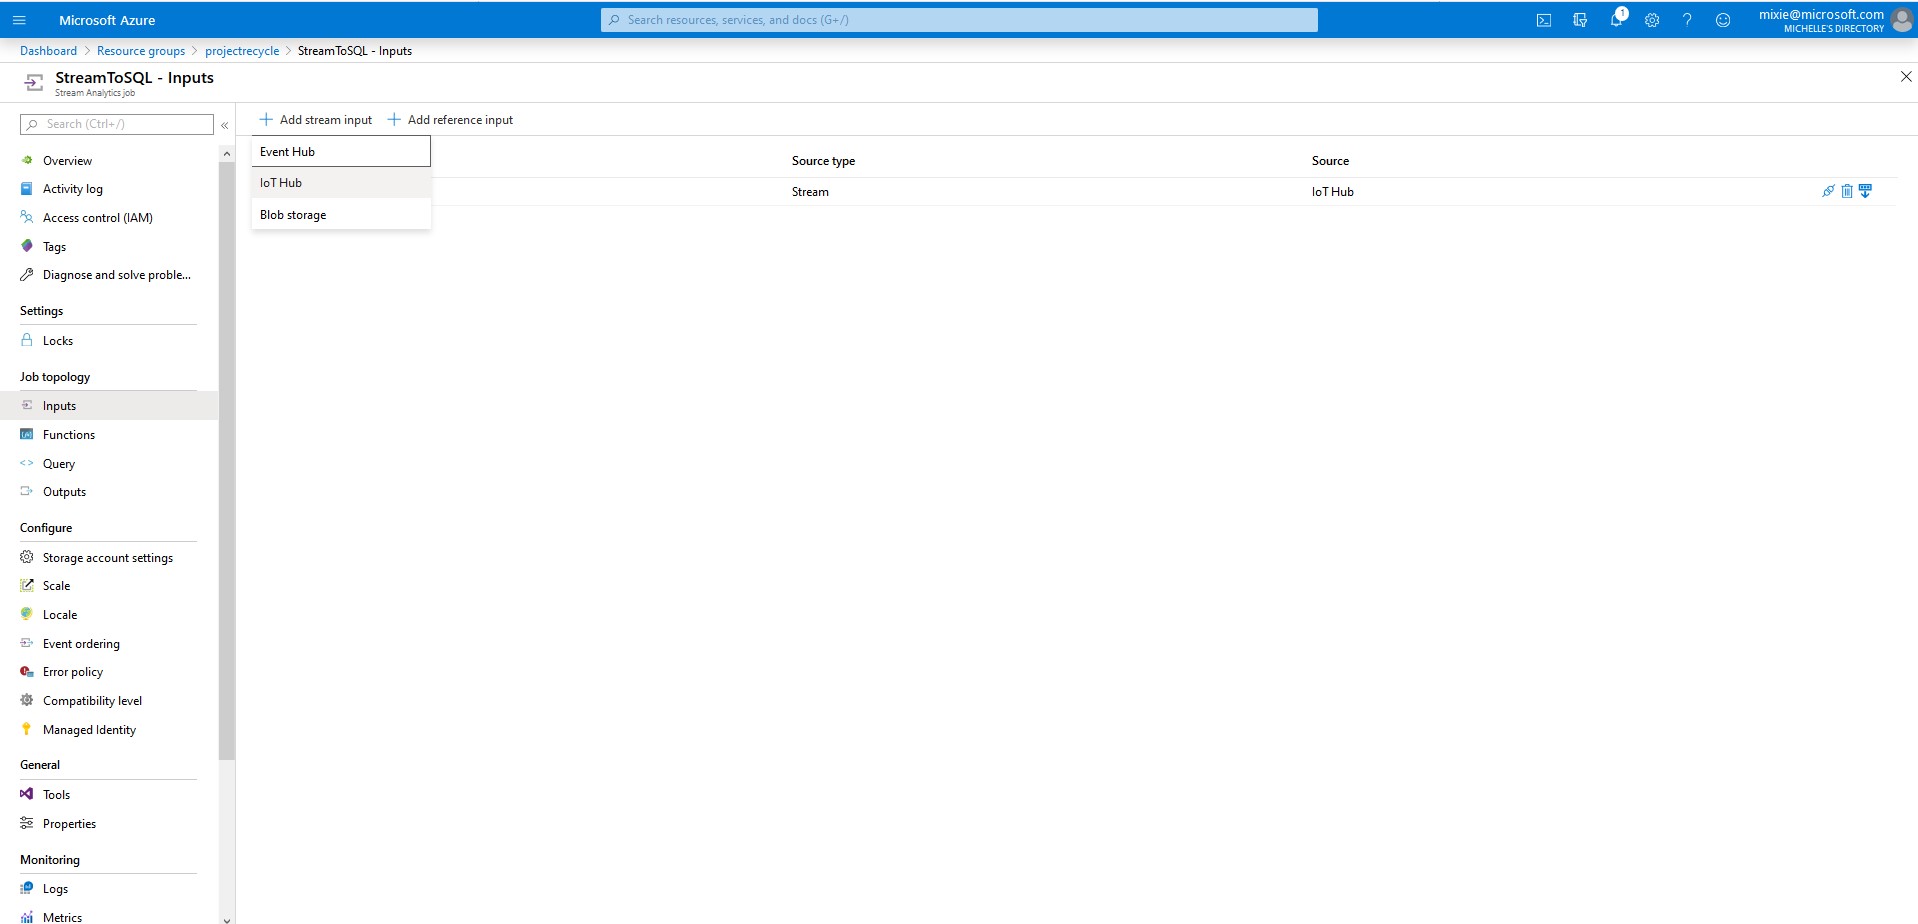 Microsoft Azure
Search resources, services, and docs (G+/)
1
mixie@microsoft.com
MICHELLE'S DIRECTORY
Dashboard > Resource groups > projectrecycle > StreamToSQL - Inputs
StreamToSQL - Inputs
Stream Analytics job
Search (Ctrl+/)
«
Overview
Activity log
Access control (IAM)
Tags
Diagnose and solve proble...
Settings
Locks
Job topology
Inputs
Functions
Query
Outputs
Configure
Storage account settings
Scale
Locale
Event ordering
Error policy
Compatibility level
Managed Identity
General
Tools
Properties
Monitoring
Logs
Metrics
+ Add stream input + Add reference input
Event Hub
IoT Hub
Blob storage
Source type Source
Stream IoT Hub